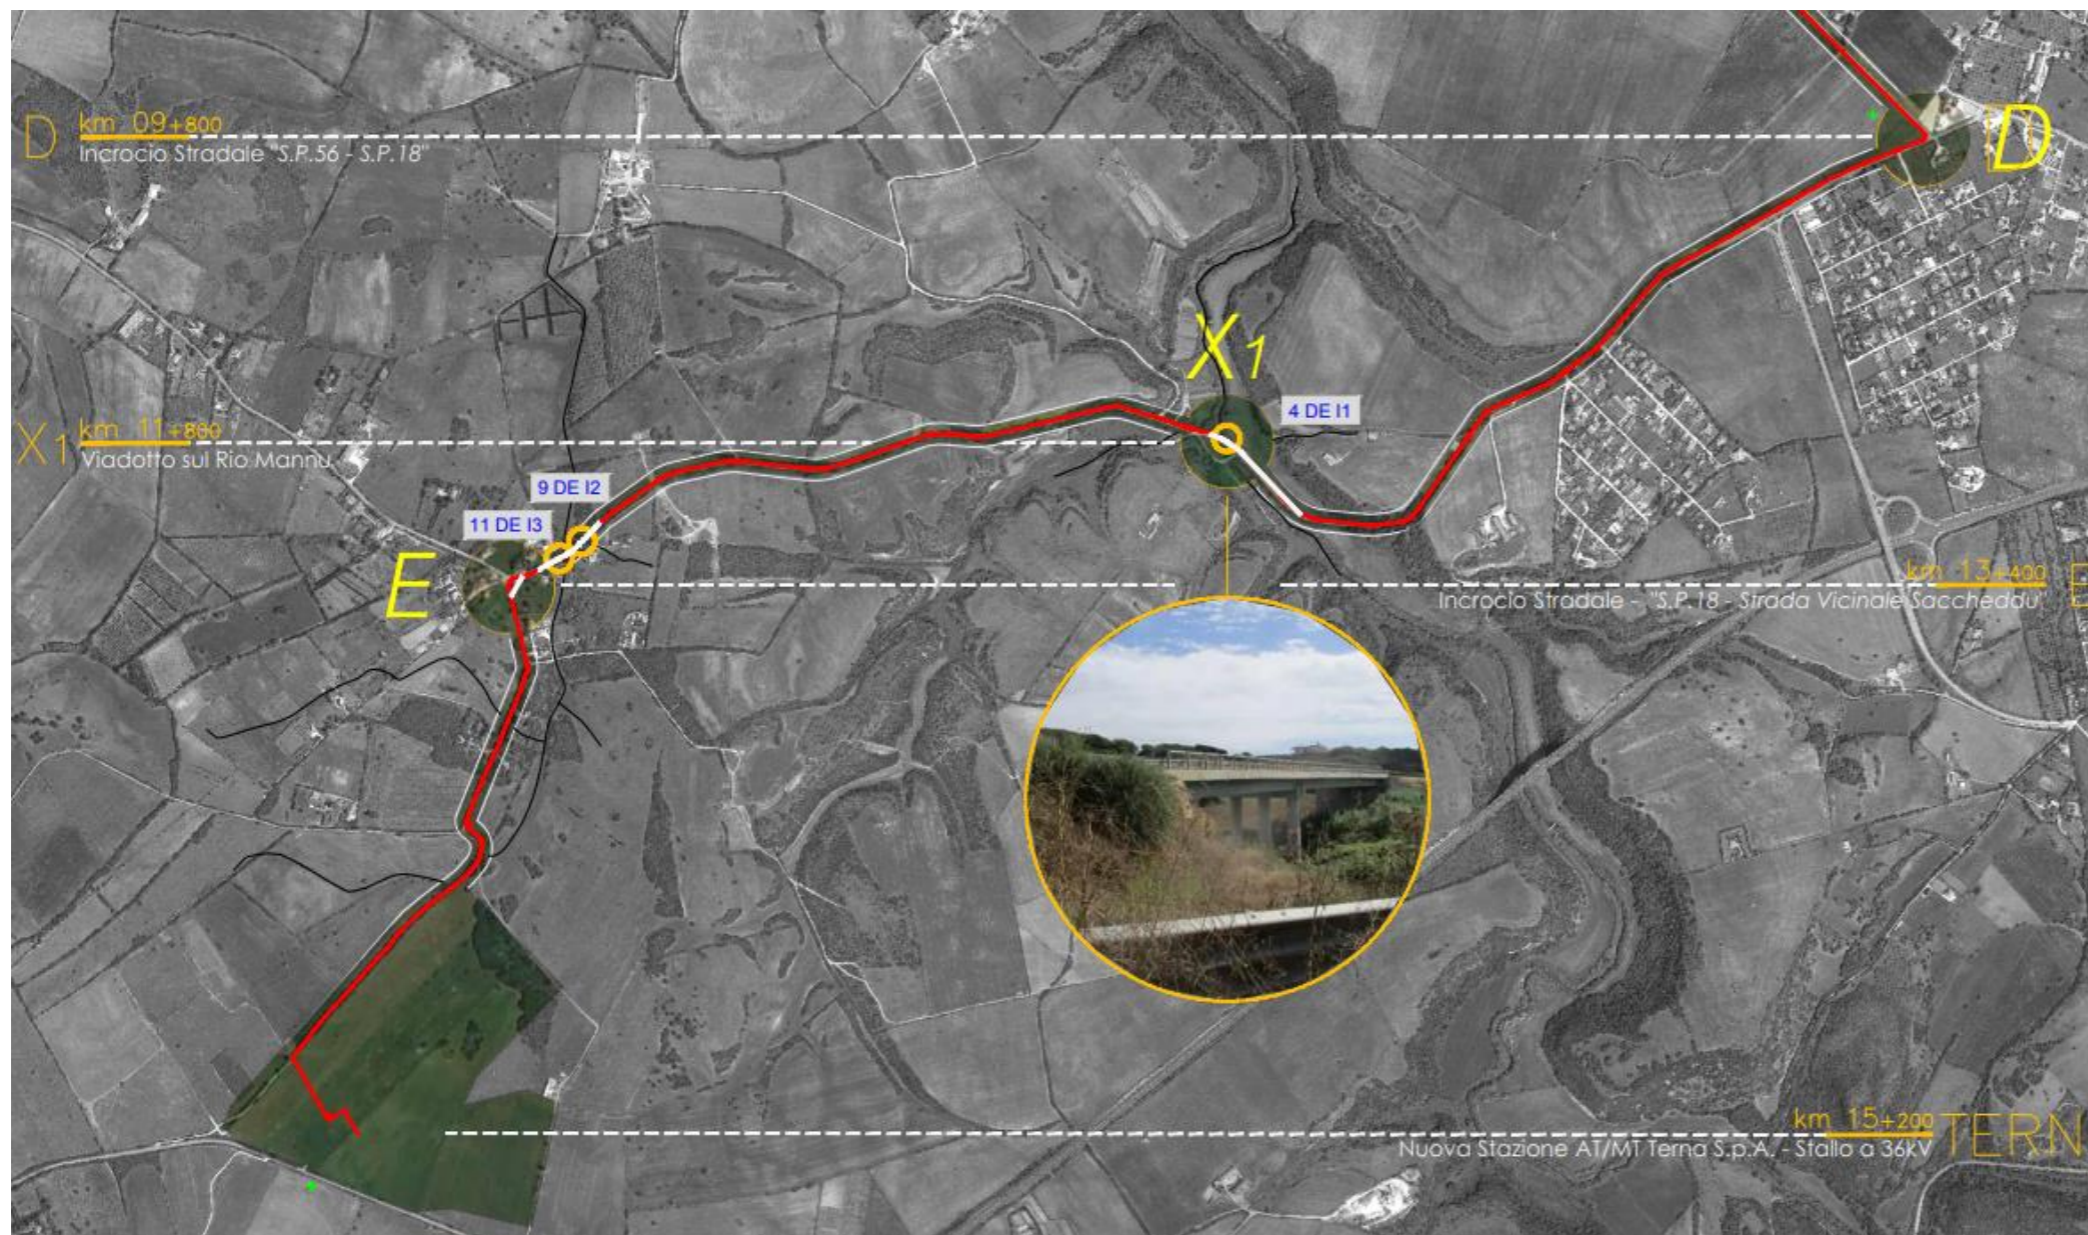 D km 09+800
Incrocio Stradale "S.P.56 - S.P.18"
D
X1
4 DE I1
X1 km 11+800
Viadotto sul Rio Mannu
9 DE I2
11 DE I3
E
km 13+400 E
Incrocio Stradale - "S.P.18 - Strada Vicinale Saccheddu"
km 15+200 TERN
Nuova Stazione AT/MT Terna S.p.A. - Stallo a 36kV